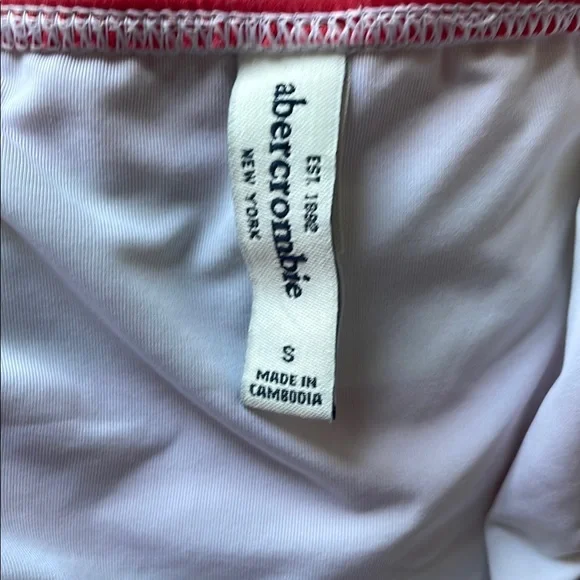 abercrombie
EST. 1892
NEW YORK
S
MADE IN
CAMBODIA